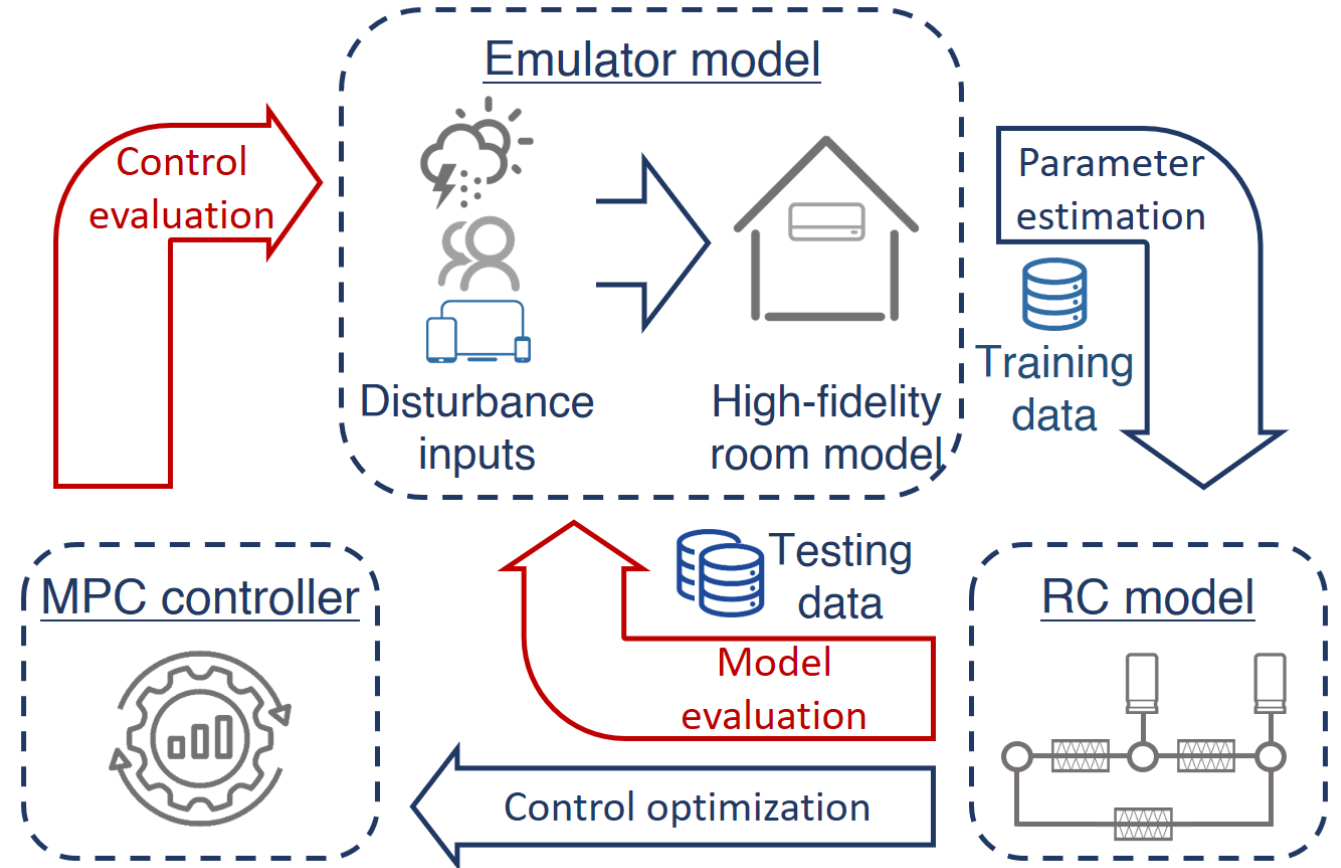 Emulator model
Control
evaluation
Parameter
estimation
Disturbance
inputs
High-fidelity
room model
Training
data
Testing
data
MPC controller
RC model
Model
evaluation
Control optimization